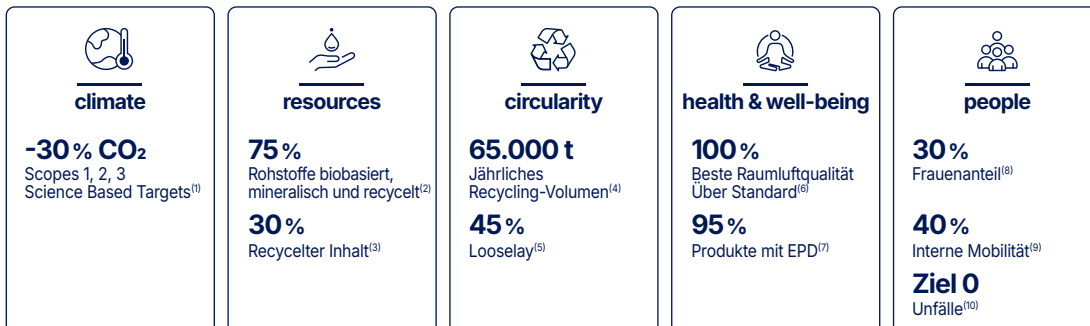 climate
-30 % CO₂
Scopes 1, 2, 3
Science Based Targets⁽¹⁾
resources
75 %
Rohstoffe biobasiert,
mineralisch und recycelt⁽²⁾
30 %
Recycelter Inhalt⁽³⁾
circularity
65.000 t
Jährliches
Recycling-Volumen⁽⁴⁾
45 %
Looselay⁽⁵⁾
health & well-being
100 %
Beste Raumluftqualität
Über Standard⁽⁶⁾
95 %
Produkte mit EPD⁽⁷⁾
people
30 %
Frauenanteil⁽⁸⁾
40 %
Interne Mobilität⁽⁹⁾
Ziel 0
Unfälle⁽¹⁰⁾